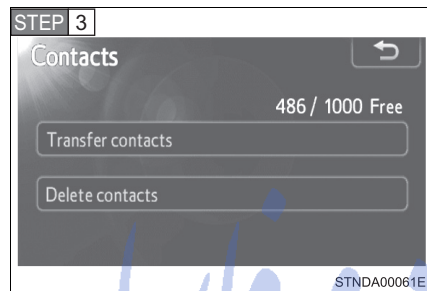 STEP 3
Contacts
486 / 1000 Free
Transfer contacts
Delete contacts
STNDA00061E